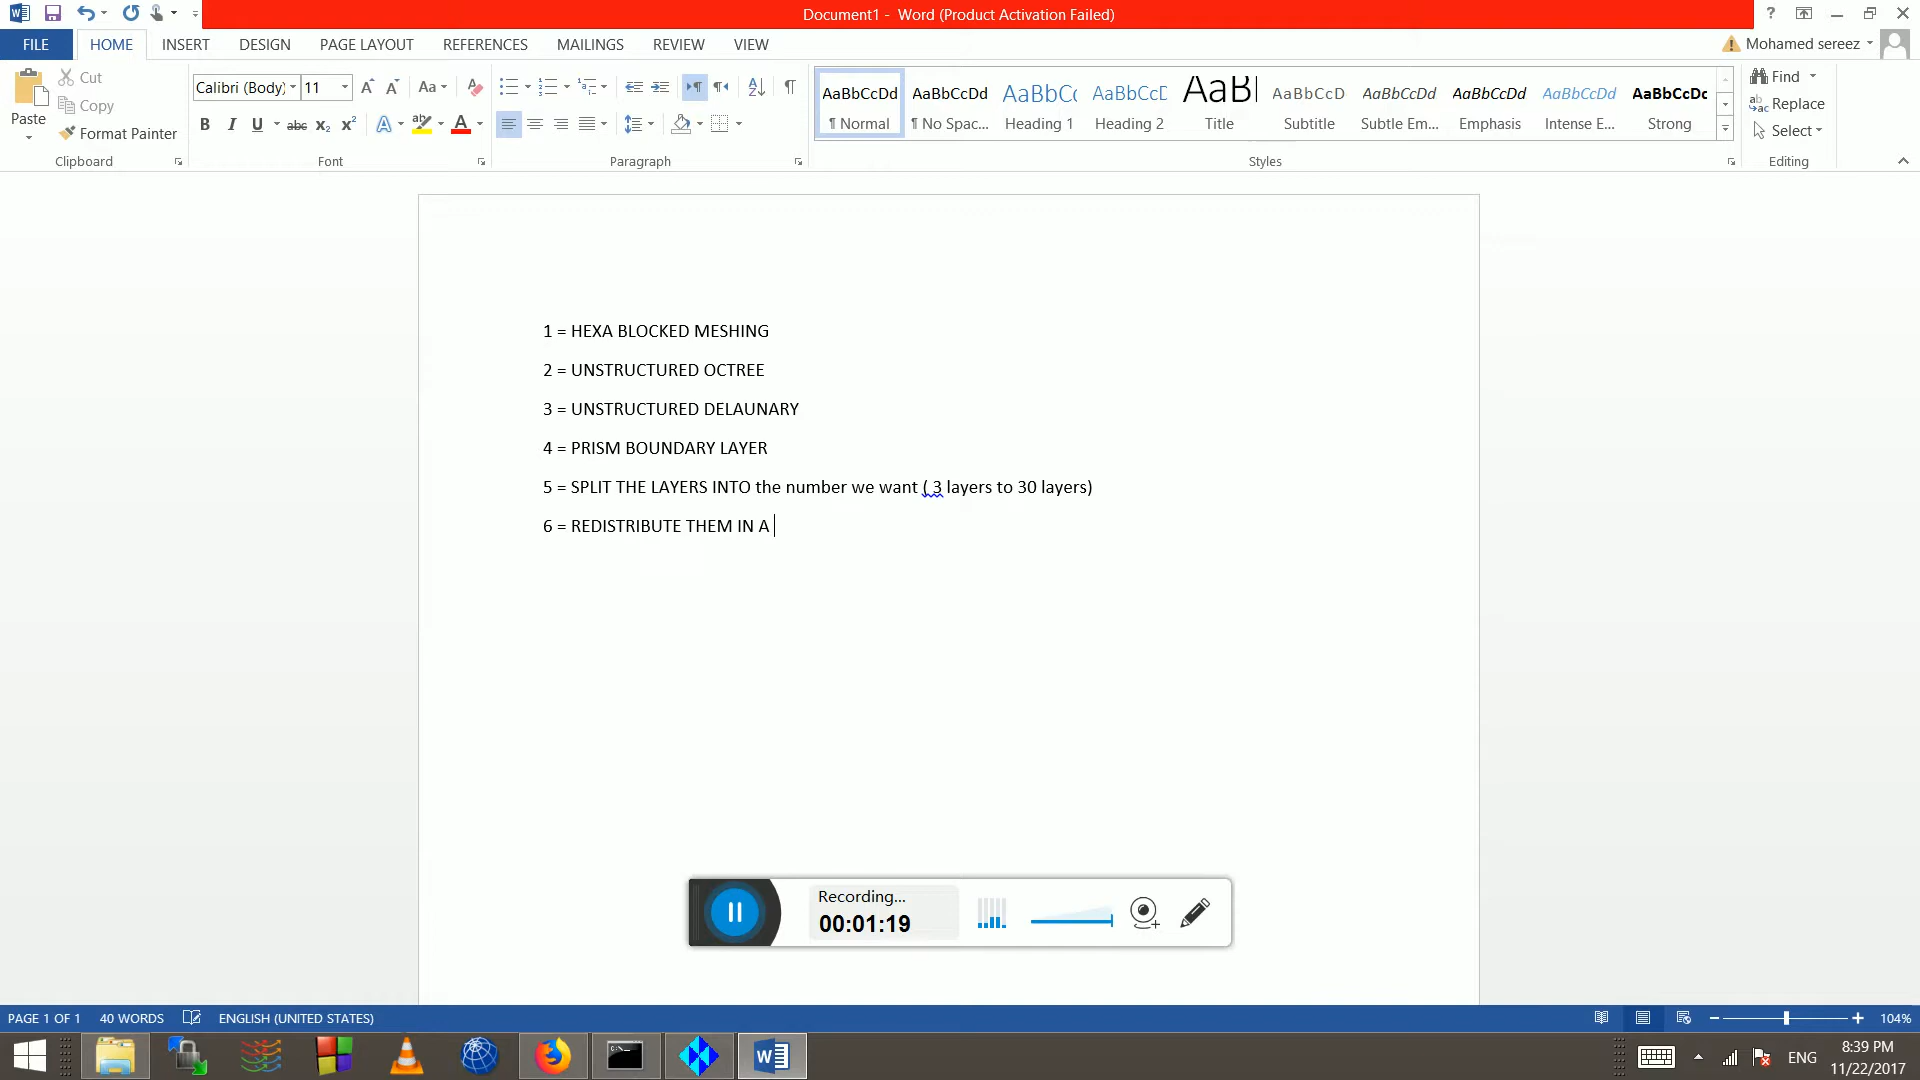 Document1 - Word (Product Activation Failed)
FILE HOME INSERT DESIGN PAGE LAYOUT REFERENCES MAILINGS REVIEW VIEW
Mohamed sereez
Paste
Cut
Copy
Format Painter
Clipboard
Calibri (Body) 11
Font
Paragraph
AaBbCcDd AaBbCcDd AaBbCc AaBbCcD AaB AaBbCcD AaBbCcDd AaBbCcDd AaBbCcDd AaBbCcDc
¶ Normal ¶ No Spac... Heading 1 Heading 2 Title Subtitle Subtle Em... Emphasis Intense E... Strong
Styles
Find
Replace
Select
Editing
1 = HEXA BLOCKED MESHING
2 = UNSTRUCTURED OCTREE
3 = UNSTRUCTURED DELAUNARY
4 = PRISM BOUNDARY LAYER
5 = SPLIT THE LAYERS INTO the number we want ( 3 layers to 30 layers)
6 = REDISTRIBUTE THEM IN A
Recording...
00:01:19
PAGE 1 OF 1 40 WORDS ENGLISH (UNITED STATES)
104%
ENG
8:39 PM
11/22/2017